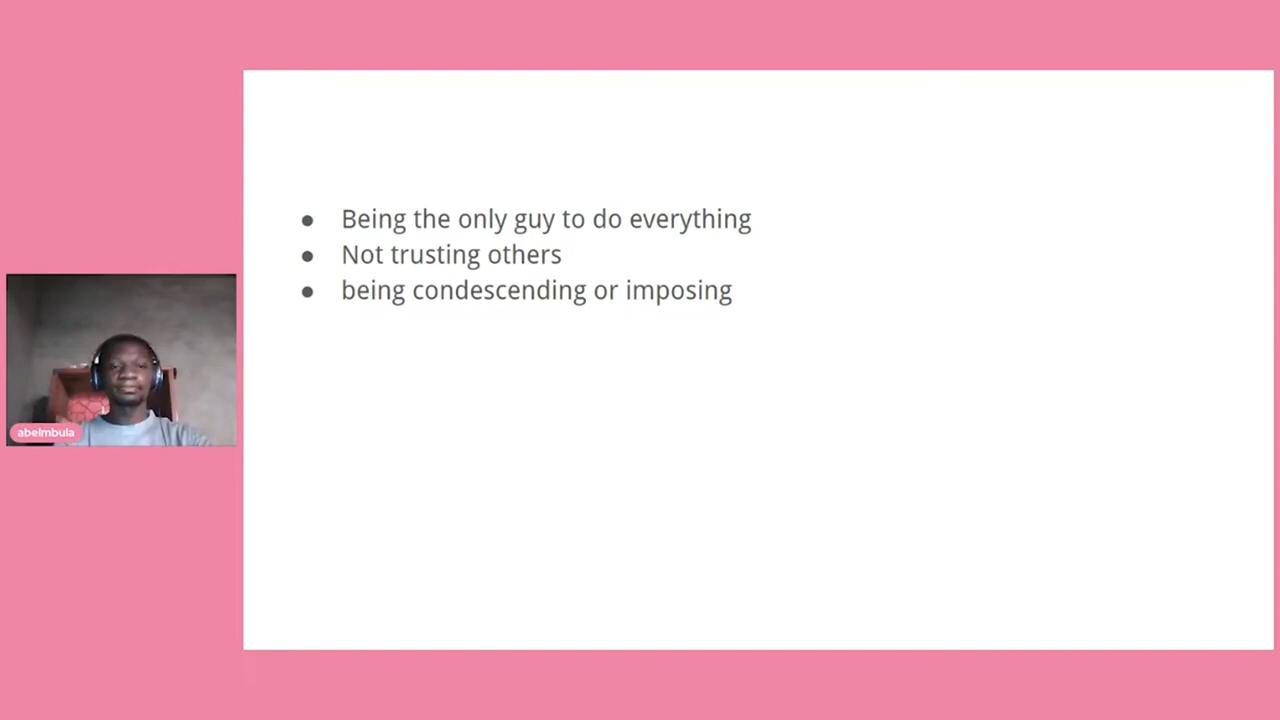 ● Being the only guy to do everything
● Not trusting others
● being condescending or imposing
abelmbula